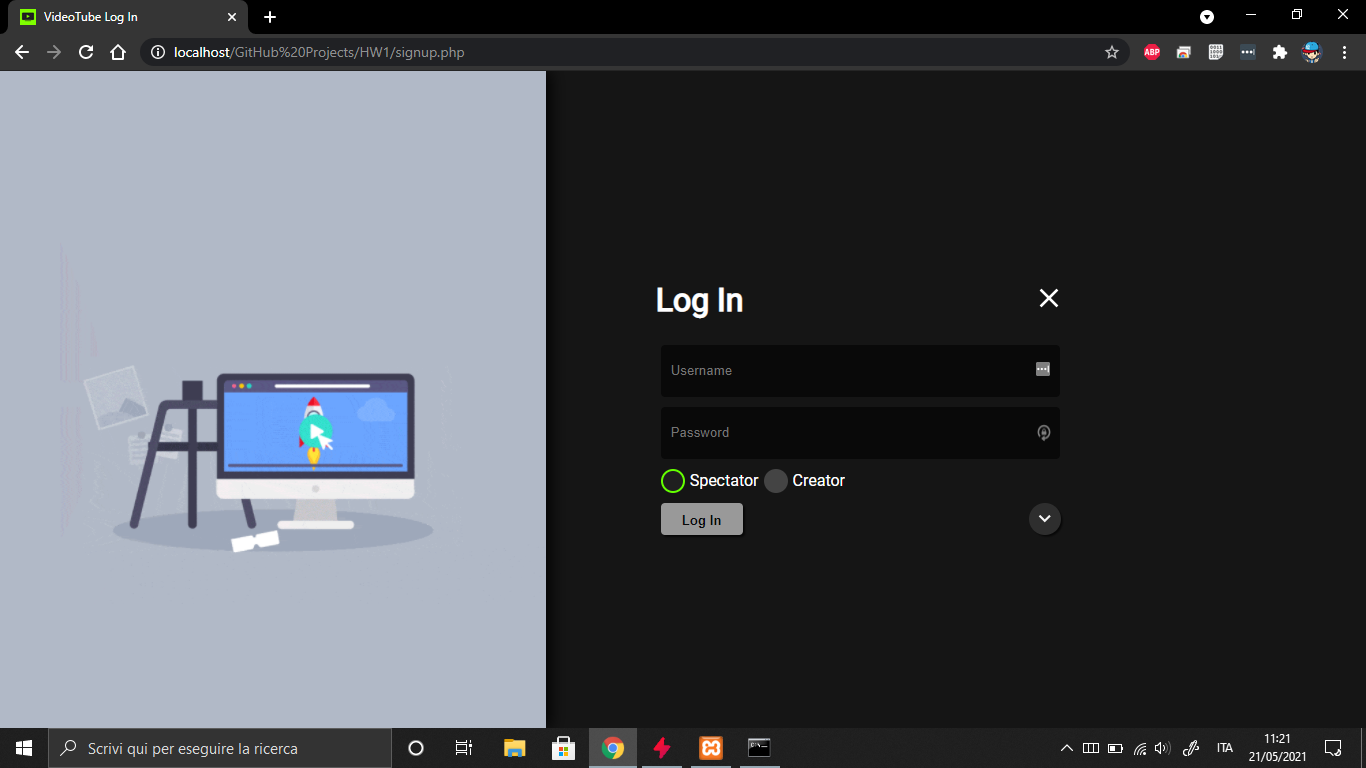 VideoTube Log In
localhost/GitHub%20Projects/HW1/signup.php
ABP
Log In
Username
Password
Spectator
Creator
Log In
Scrivi qui per eseguire la ricerca
ITA
11:21
21/05/2021